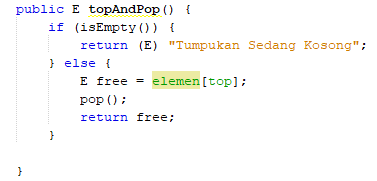 public E topAndPop() {
if (isEmpty()) {
return (E) "Tumpukan Sedang Kosong";
} else {
E free = elemen[top];
pop();
return free;
}
}